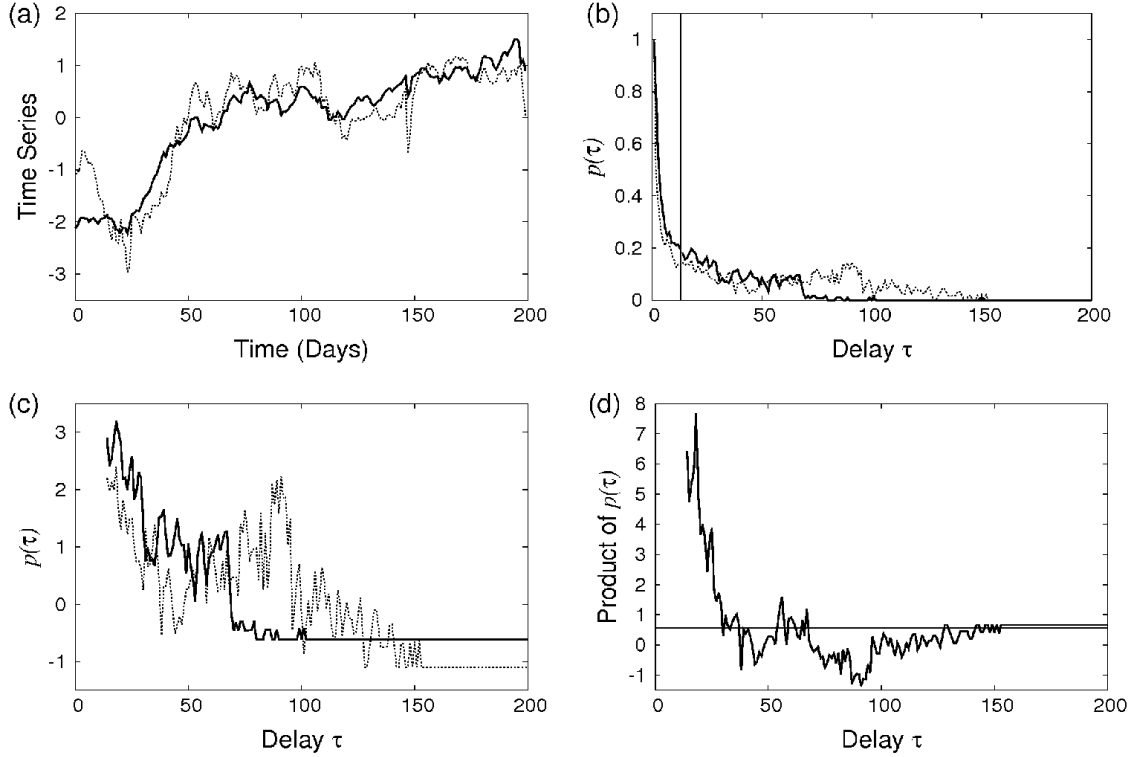 (a)
2
1
0
-1
-2
-3
Time Series
0 50 100 150 200
Time (Days)
(b)
1
0.8
0.6
0.4
0.2
0
p(τ)
0 50 100 150 200
Delay τ
(c)
3
2
1
0
-1
p(τ)
0 50 100 150 200
Delay τ
(d)
8
7
6
5
4
3
2
1
0
-1
Product of p(τ)
0 50 100 150 200
Delay τ